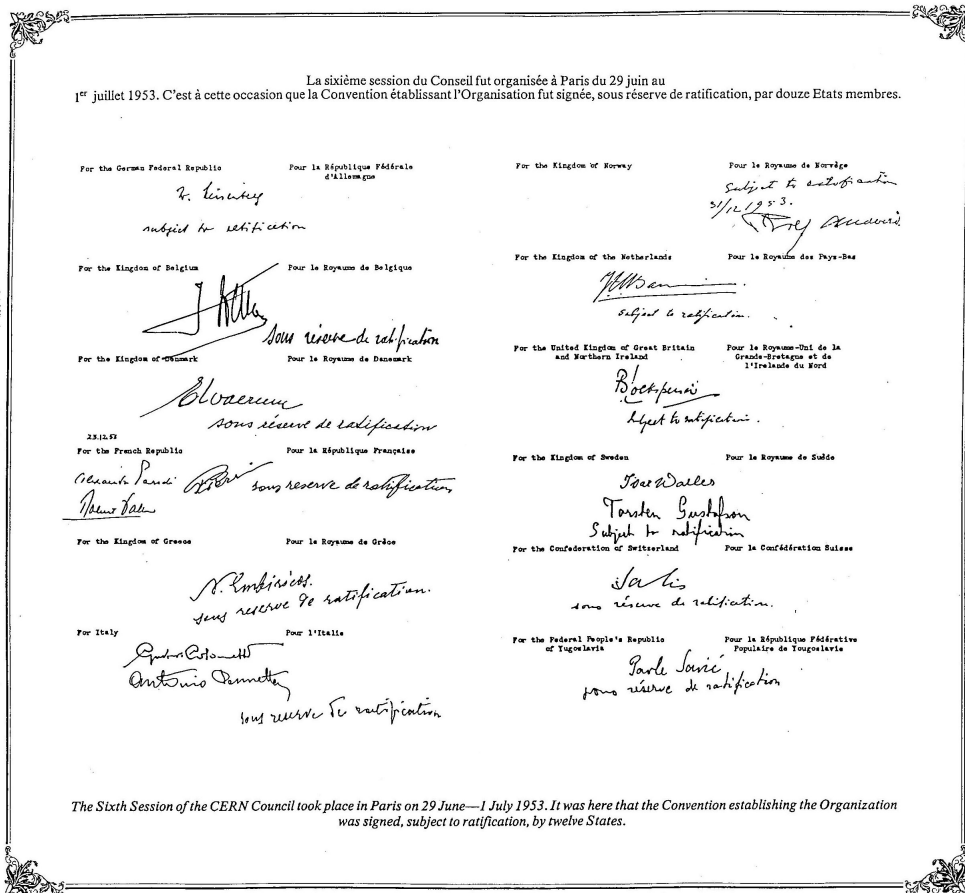 La sixième session du Conseil fut organisée à Paris du 29 juin au
1er juillet 1953. C'est à cette occasion que la Convention établissant l'Organisation fut signée, sous réserve de ratification, par douze Etats membres.
For the German Federal Republic
Pour la République Fédérale
d'Allemagne
subject to ratification
For the Kingdom of Belgium
Pour le Royaume de Belgique
sous réserve de ratification
For the Kingdom of Denmark
Pour le Royaume de Danemark
sous réserve de ratification
23.12.53
For the French Republic
Pour la République Française
sous reserve de ratification
For the Kingdom of Greece
Pour le Royaume de Grèce
N. Embiricos.
sous reserve de ratification.
For Italy
Pour l'Italie
Antonio Pennetta
sous reserve de ratification
For the Kingdom of Norway
Pour le Royaume de Norvège
Subject to ratification
31/12 1953.
For the Kingdom of the Netherlands
Pour le Royaume des Pays-Bas
subject to ratification.
For the United Kingdom of Great Britain
and Northern Ireland
Pour le Royaume-Uni de la
Grande-Bretagne et de
l'Irelande du Nord
subject to ratification.
For the Kingdom of Sweden
Pour le Royaume de Suède
Ivar Waller
Torsten Gustafson
Subject to ratification
For the Confederation of Switzerland
Pour la Confédération Suisse
Salis
sous réserve de ratification.
For the Federal People's Republic
of Yugoslavia
Pour la République Fédérative
Populaire de Yougoslavie
Pavle Savić
sous réserve de ratification
The Sixth Session of the CERN Council took place in Paris on 29 June—1 July 1953. It was here that the Convention establishing the Organization
was signed, subject to ratification, by twelve States.